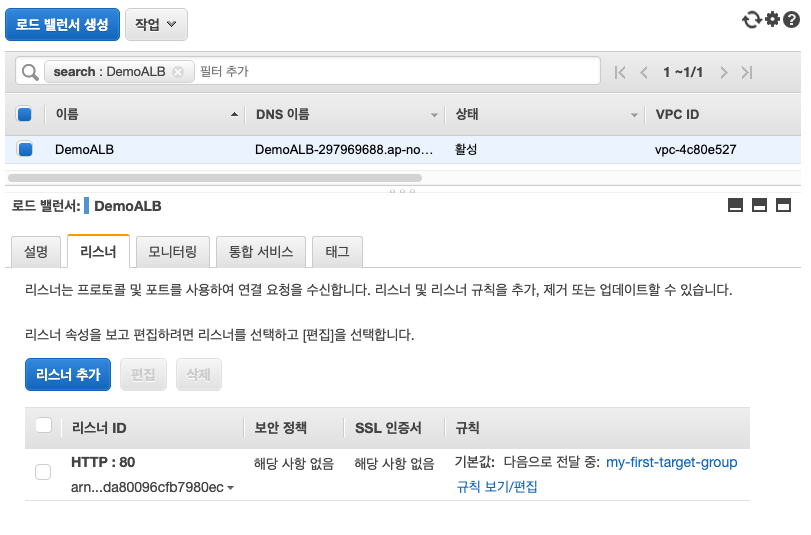 로드 밸런서 생성 작업
search : DemoALB 필터 추가 1 ~1/1
이름 DNS 이름 상태 VPC ID
DemoALB DemoALB-297969688.ap-no... 활성 vpc-4c80e527
로드 밸런서: DemoALB
설명 리스너 모니터링 통합 서비스 태그
리스너는 프로토콜 및 포트를 사용하여 연결 요청을 수신합니다. 리스너 및 리스너 규칙을 추가, 제거 또는 업데이트할 수 있습니다.
리스너 속성을 보고 편집하려면 리스너를 선택하고 [편집]을 선택합니다.
리스너 추가 편집 삭제
리스너 ID 보안 정책 SSL 인증서 규칙
HTTP : 80 해당 사항 없음 해당 사항 없음 기본값: 다음으로 전달 중: my-first-target-group
arn...da80096cfb7980ec 규칙 보기/편집